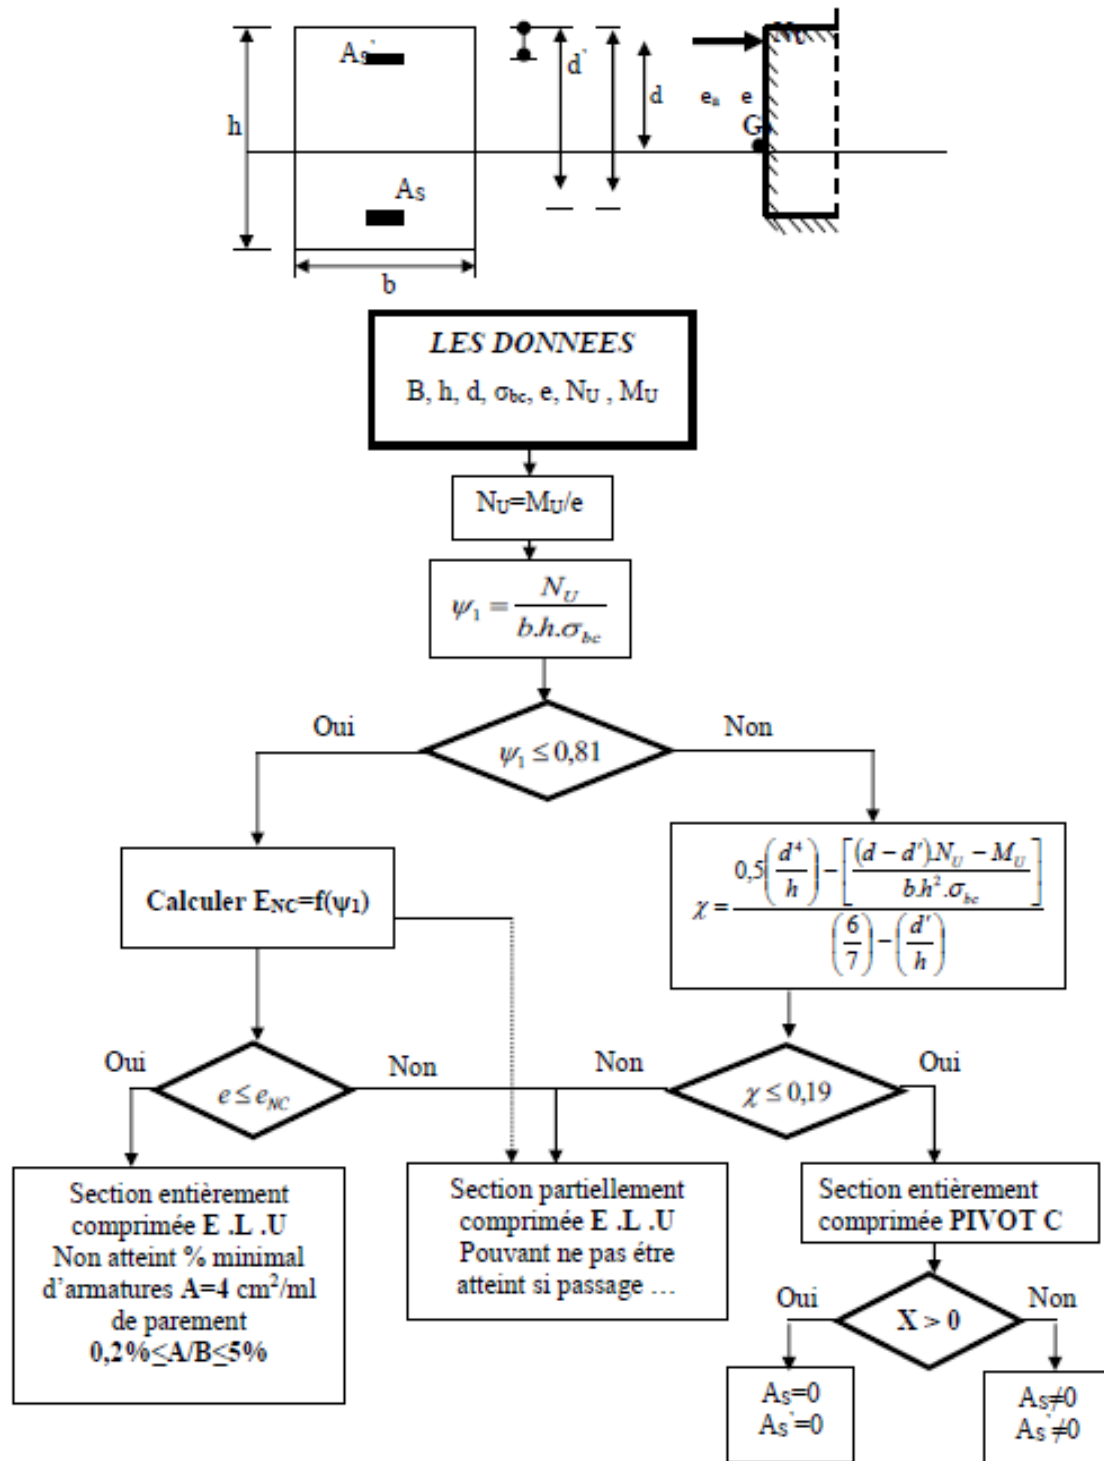 As`
d`
Nu
h
d
ea
e
G
As
b
LES DONNEES
B, h, d, σbc, e, NU , MU
NU=MU/e
ψ1 = NU / b.h.σbc
Oui
Non
ψ1 ≤ 0,81
Calculer ENC=f(ψ1)
χ = (0,5(d⁴/h) − [((d − d').NU − MU)/(b.h².σbc)]) / ((6/7) − (d'/h))
Oui
Non
Non
Oui
e ≤ eNC
χ ≤ 0,19
Section entièrement
comprimée E .L .U
Non atteint % minimal
d'armatures A=4 cm²/ml
de parement
0,2%≤A/B≤5%
Section partiellement
comprimée E .L .U
Pouvant ne pas étre
atteint si passage …
Section entièrement
comprimée PIVOT C
Oui
Non
X > 0
As=0
As`=0
As≠0
As`≠0